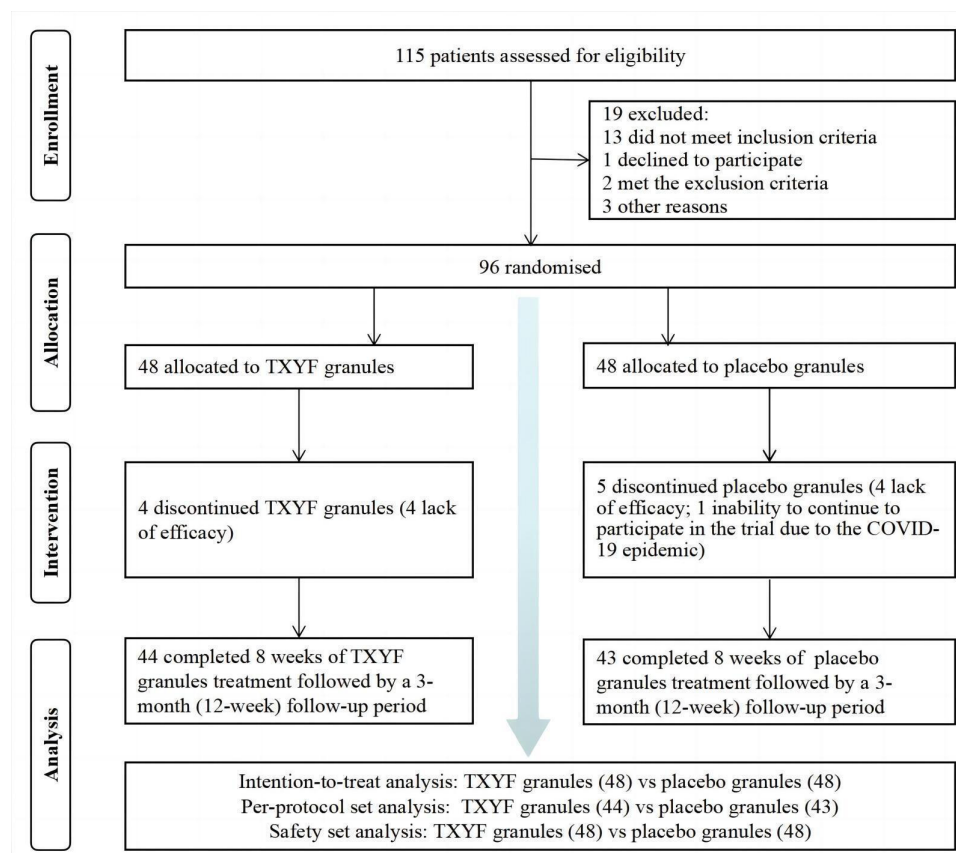 Enrollment
115 patients assessed for eligibility
19 excluded:
13 did not meet inclusion criteria
1 declined to participate
2 met the exclusion criteria
3 other reasons
Allocation
96 randomised
48 allocated to TXYF granules
48 allocated to placebo granules
Intervention
4 discontinued TXYF granules (4 lack
of efficacy)
5 discontinued placebo granules (4 lack
of efficacy; 1 inability to continue to
participate in the trial due to the COVID-
19 epidemic)
Analysis
44 completed 8 weeks of TXYF
granules treatment followed by a 3-
month (12-week) follow-up period
43 completed 8 weeks of placebo
granules treatment followed by a 3-
month (12-week) follow-up period
Intention-to-treat analysis: TXYF granules (48) vs placebo granules (48)
Per-protocol set analysis: TXYF granules (44) vs placebo granules (43)
Safety set analysis: TXYF granules (48) vs placebo granules (48)